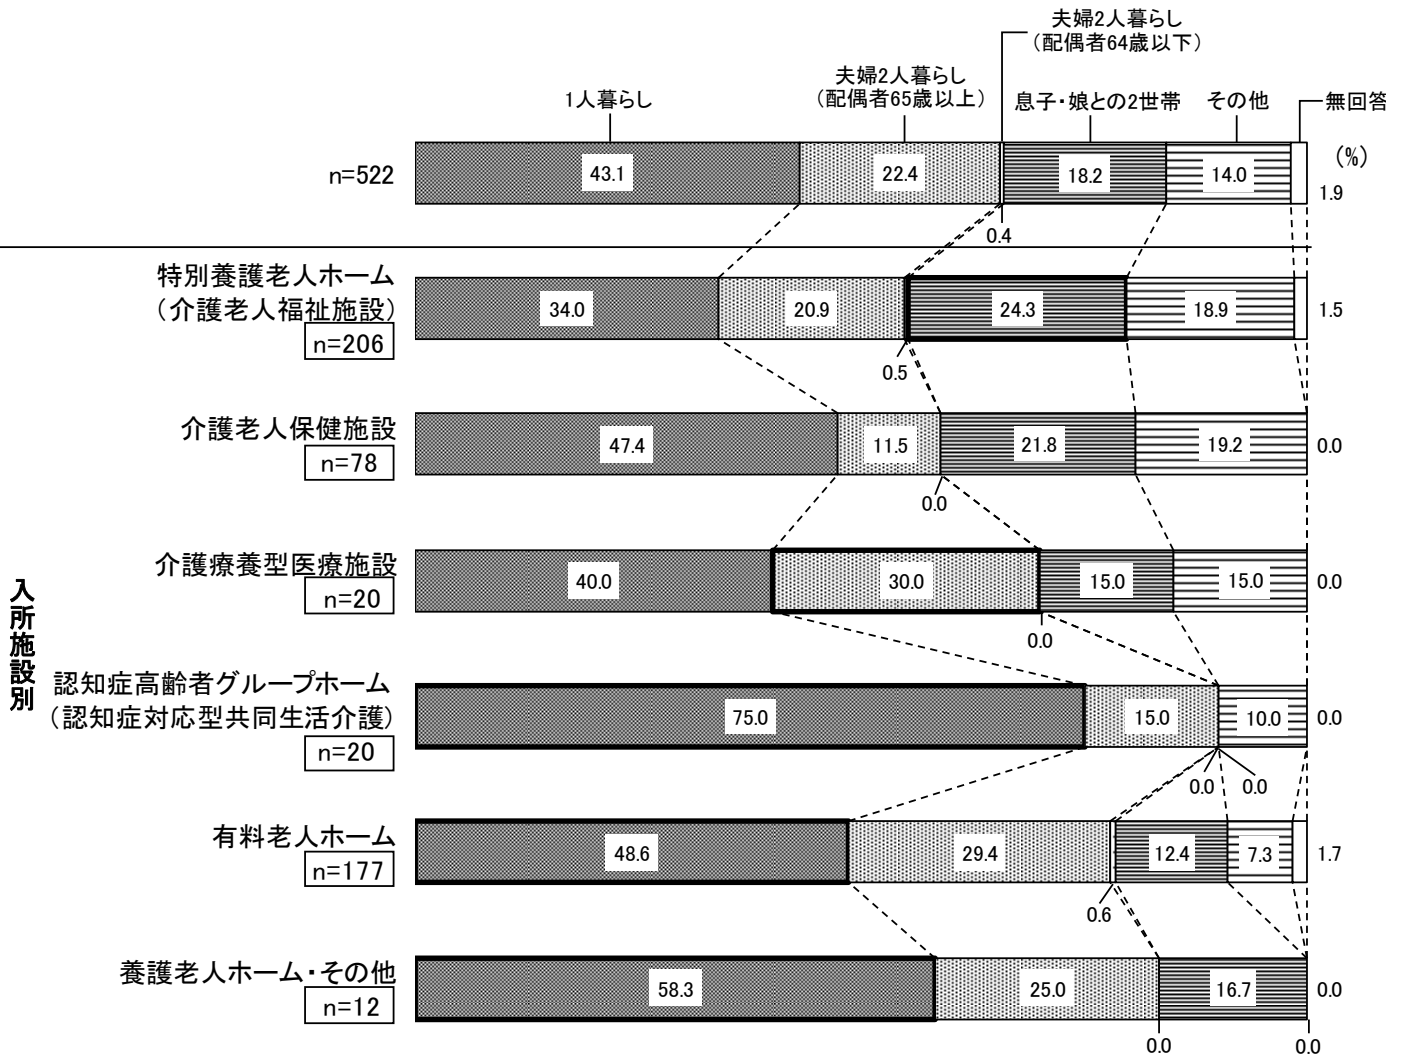 夫婦2人暮らし
（配偶者64歳以下）
夫婦2人暮らし
（配偶者65歳以上）
1人暮らし
息子・娘との2世帯
その他
無回答
(%)
n=522
43.1
22.4
18.2
14.0
1.9
0.4
特別養護老人ホーム
（介護老人福祉施設）
n=206
34.0
20.9
24.3
18.9
1.5
0.5
介護老人保健施設
n=78
47.4
11.5
21.8
19.2
0.0
0.0
介護療養型医療施設
n=20
40.0
30.0
15.0
15.0
0.0
0.0
入所施設別
認知症高齢者グループホーム
（認知症対応型共同生活介護）
n=20
75.0
15.0
10.0
0.0
0.0
0.0
有料老人ホーム
n=177
48.6
29.4
12.4
7.3
1.7
0.6
養護老人ホーム・その他
n=12
58.3
25.0
16.7
0.0
0.0
0.0